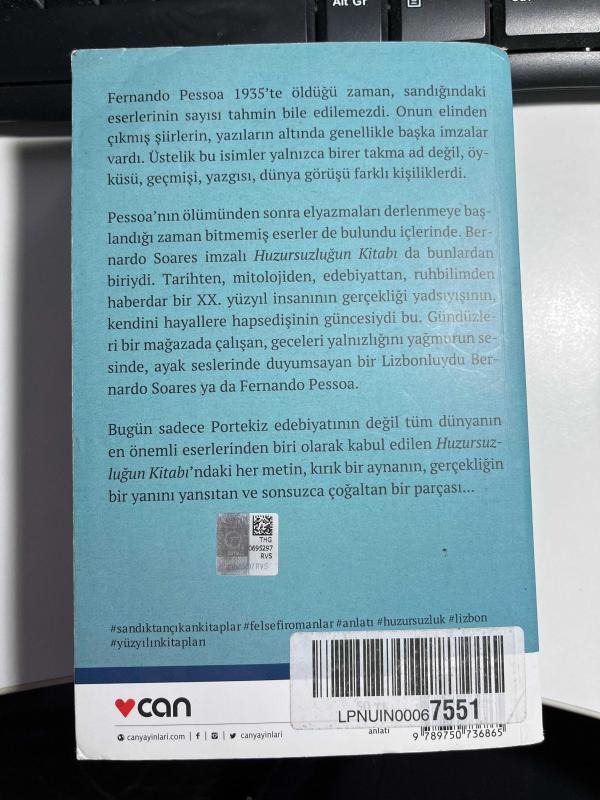 Alt Gr
Fernando Pessoa 1935’te öldüğü zaman, sandığındaki
eserlerinin sayısı tahmin bile edilemezdi. Onun elinden
çıkmış şiirlerin, yazıların altında genellikle başka imzalar
vardı. Üstelik bu isimler yalnızca birer takma ad değil, öy-
küsü, geçmişi, yazgısı, dünya görüşü farklı kişiliklerdi.
Pessoa’nın ölümünden sonra elyazmaları derlenmeye baş-
landığı zaman bitmemiş eserler de bulundu içlerinde. Ber-
nardo Soares imzalı Huzursuzluğun Kitabı da bunlardan
biriydi. Tarihten, mitolojiden, edebiyattan, ruhbilimden
haberdar bir XX. yüzyıl insanının gerçekliği yadsıyışının,
kendini hayallere hapsedişinin güncesiydi bu. Gündüzle-
ri bir mağazada çalışan, geceleri yalnızlığını yağmurun se-
sinde, ayak seslerinde duyumsayan bir Lizbonluydu Ber-
nardo Soares ya da Fernando Pessoa.
Bugün sadece Portekiz edebiyatının değil tüm dünyanın
en önemli eserlerinden biri olarak kabul edilen Huzursuz-
luğun Kitabı’ndaki her metin, kırık bir aynanın, gerçekliğin
bir yanını yansıtan ve sonsuzca çoğaltan bir parçası...
THG
0695297
RVS
#sandıktançıkankitaplar #felsefiromanlar #anlatı #huzursuzluk #lizbon
#yüzyılınkitapları
can
LPNUIN00067551
canyayinlari.com | f | canyayinlari
anlatı
9 789750 736865